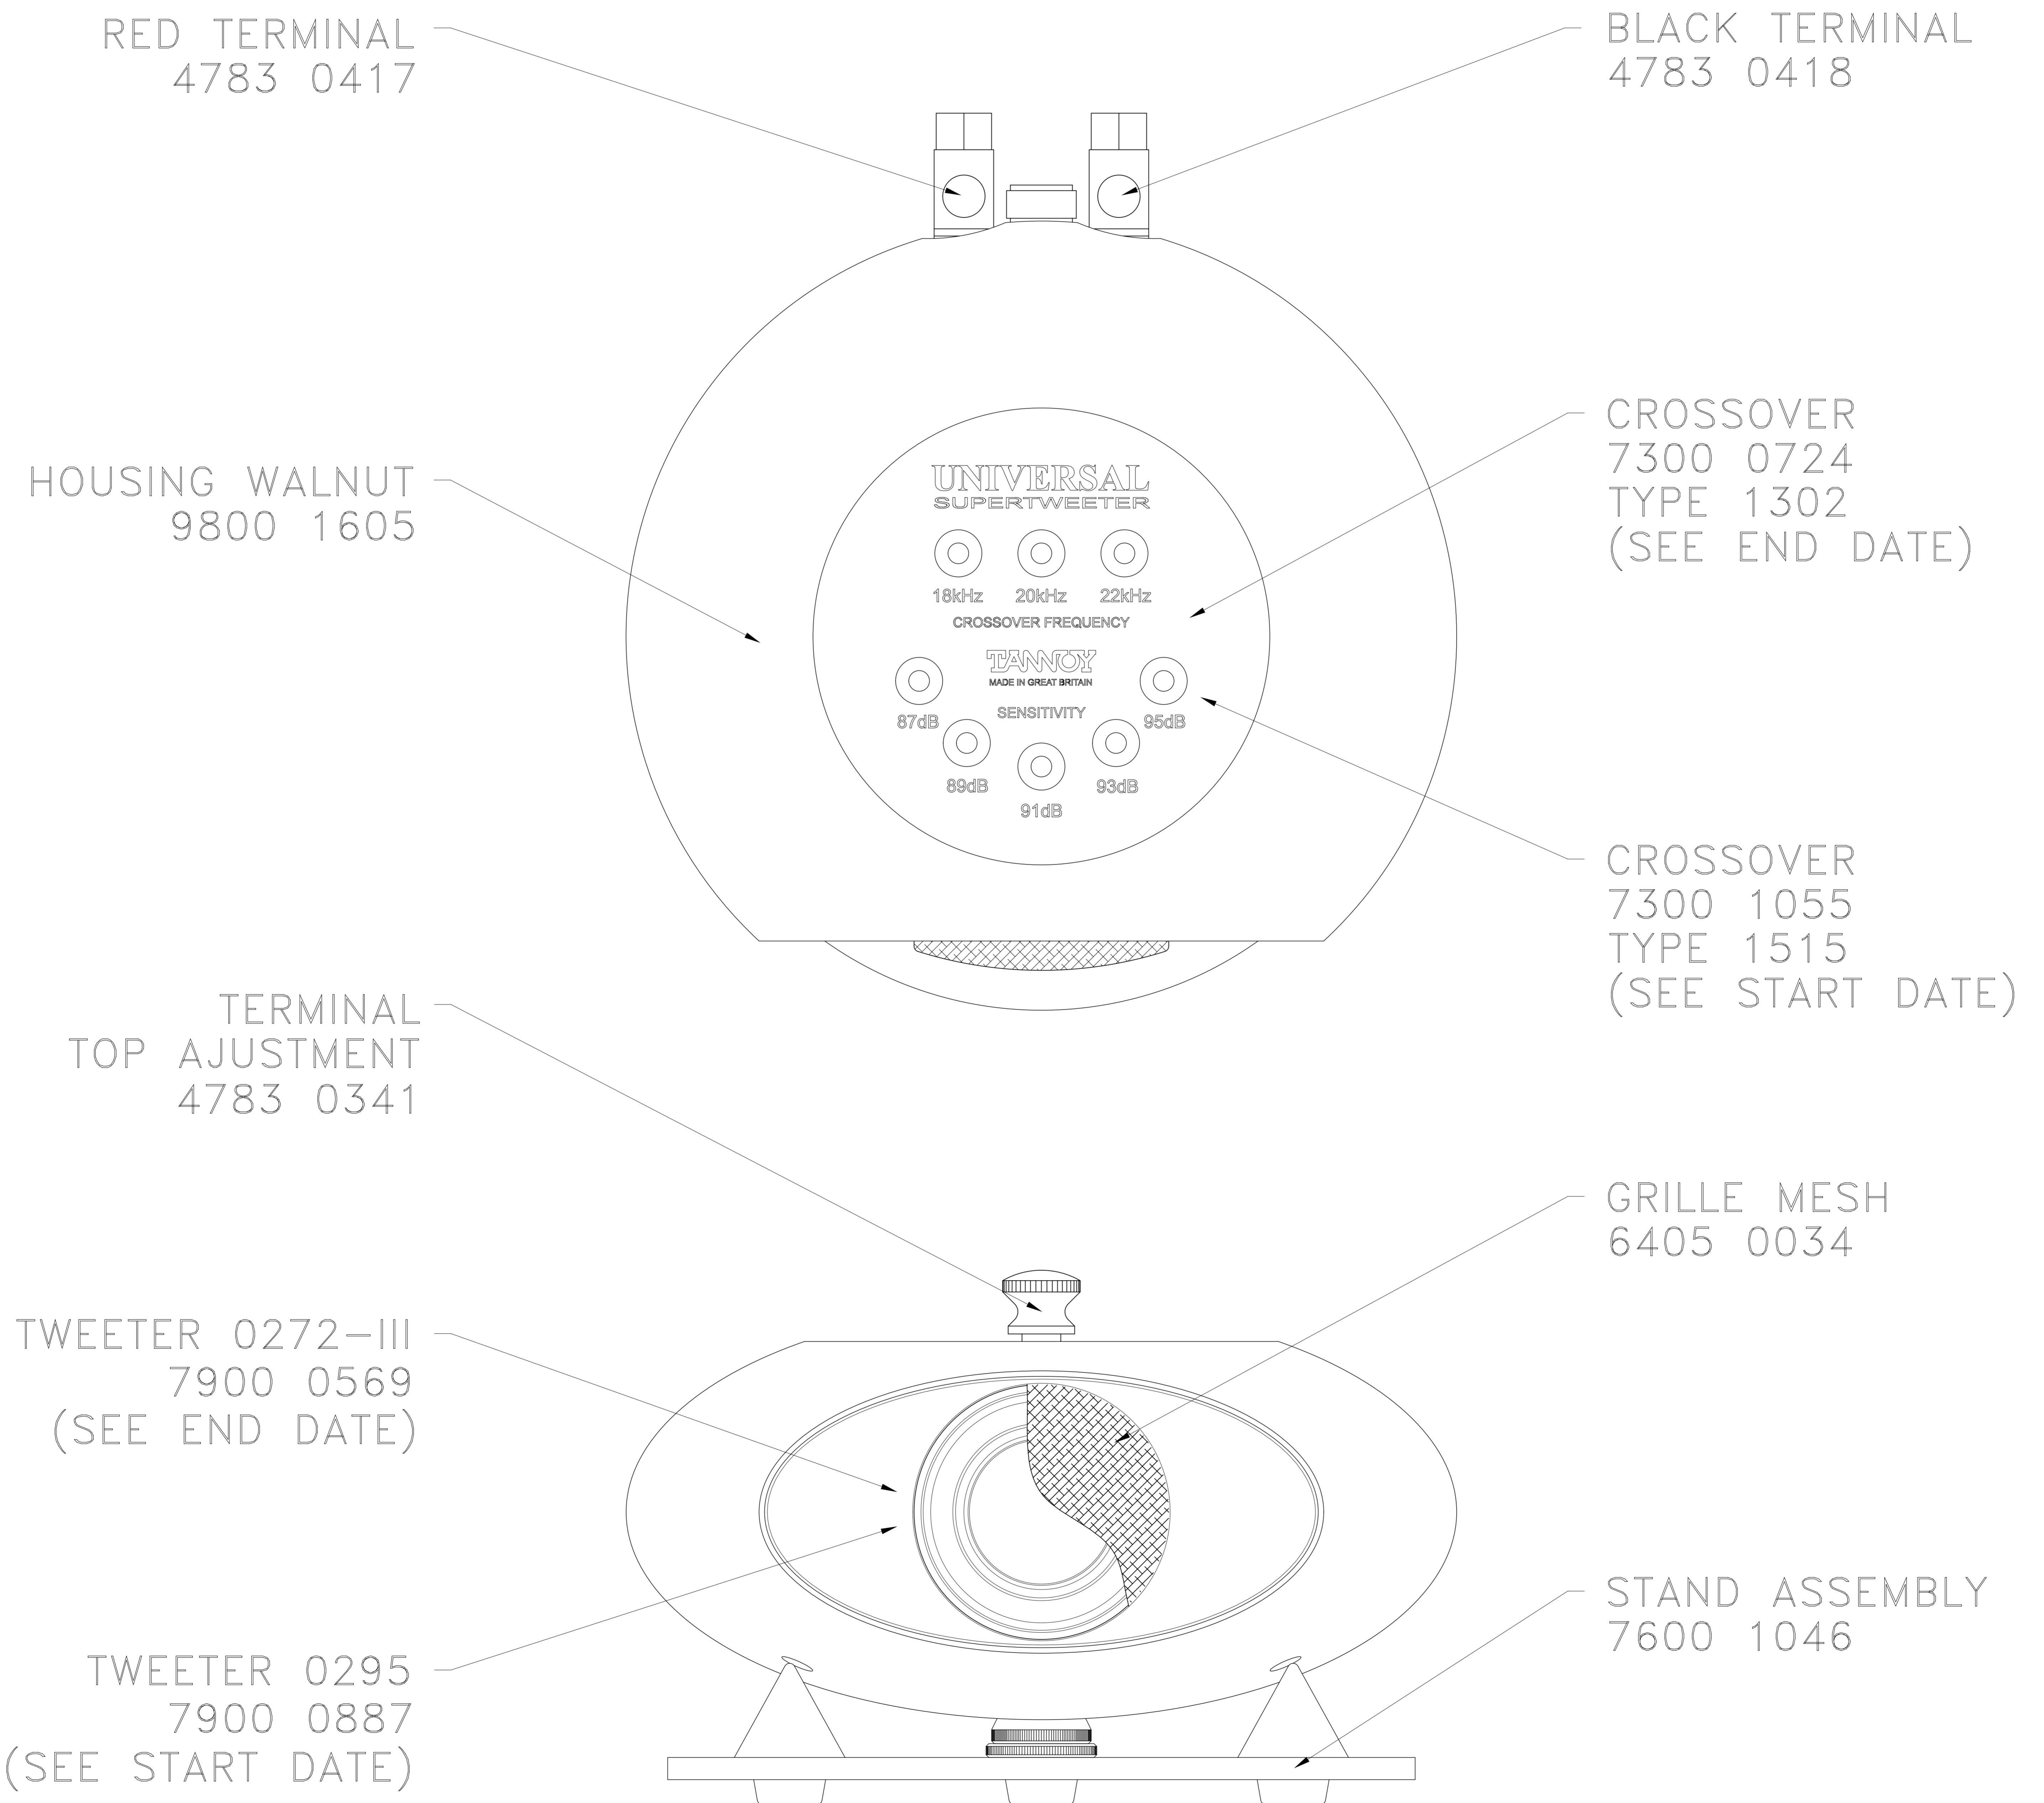 RED TERMINAL
4783 0417
BLACK TERMINAL
4783 0418
HOUSING WALNUT
9800 1605
CROSSOVER
7300 0724
TYPE 1302
(SEE END DATE)
UNIVERSAL
SUPERTWEETER
18kHz 20kHz 22kHz
CROSSOVER FREQUENCY
TANNOY
MADE IN GREAT BRITAIN
SENSITIVITY
87dB 95dB
89dB 93dB
91dB
CROSSOVER
7300 1055
TYPE 1515
(SEE START DATE)
TERMINAL
TOP AJUSTMENT
4783 0341
GRILLE MESH
6405 0034
TWEETER 0272-III
7900 0569
(SEE END DATE)
STAND ASSEMBLY
7600 1046
TWEETER 0295
7900 0887
(SEE START DATE)